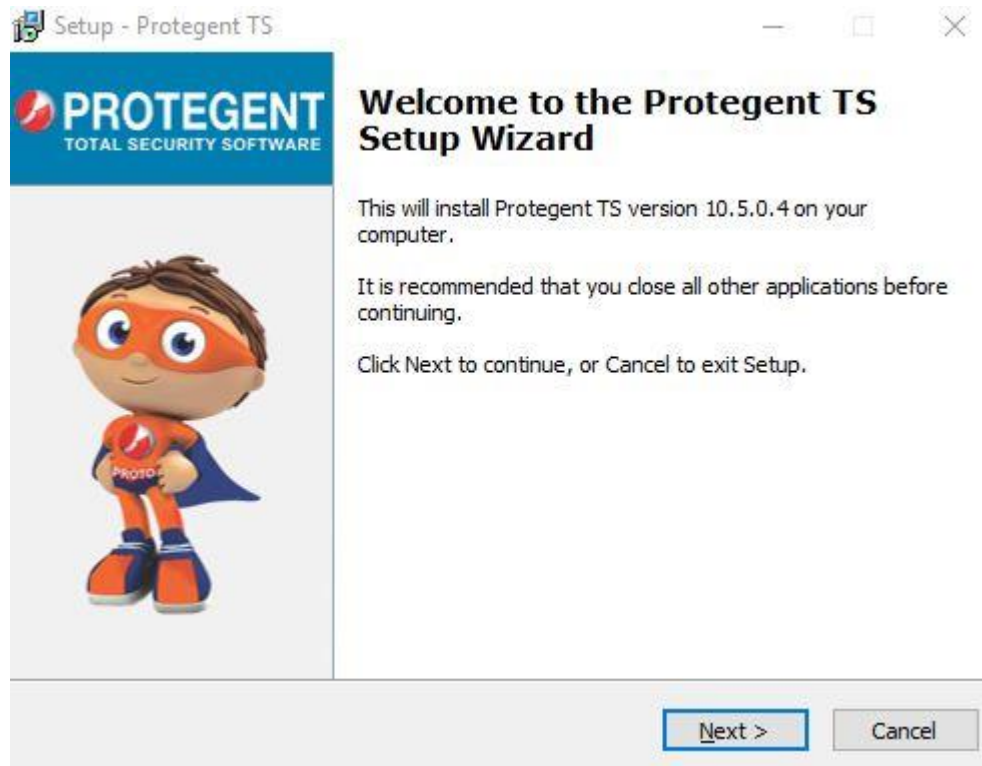 Setup - Protegent TS
PROTEGENT
TOTAL SECURITY SOFTWARE
Welcome to the Protegent TS
Setup Wizard
This will install Protegent TS version 10.5.0.4 on your
computer.
It is recommended that you close all other applications before
continuing.
Click Next to continue, or Cancel to exit Setup.
PROTO
Next >
Cancel